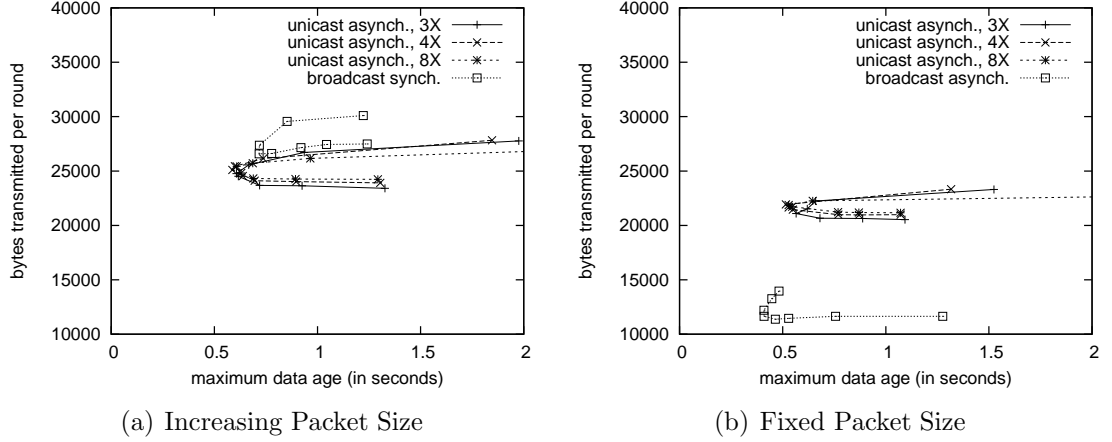 40000
35000
30000
25000
20000
15000
10000
bytes transmitted per round
0
0.5
1
1.5
2
maximum data age (in seconds)
unicast asynch., 3X
unicast asynch., 4X
unicast asynch., 8X
broadcast synch.
(a) Increasing Packet Size
40000
35000
30000
25000
20000
15000
10000
bytes transmitted per round
0
0.5
1
1.5
2
maximum data age (in seconds)
unicast asynch., 3X
unicast asynch., 4X
unicast asynch., 8X
broadcast asynch.
(b) Fixed Packet Size